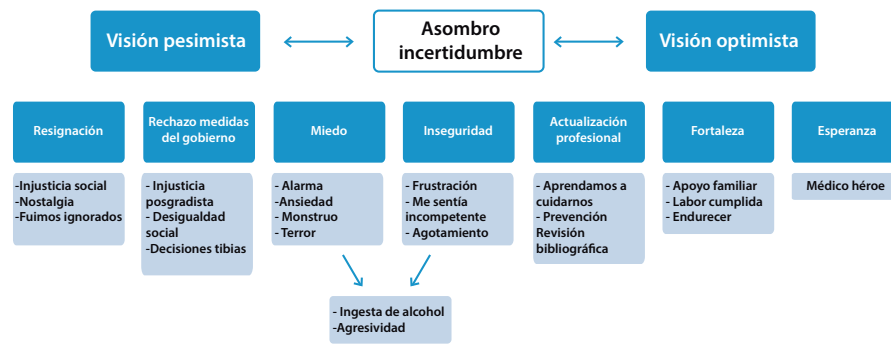 Visión pesimista
Asombro
incertidumbre
Visión optimista
Resignación
Rechazo medidas
del gobierno
Miedo
Inseguridad
Actualización
profesional
Fortaleza
Esperanza
-Injusticia social
-Nostalgia
-Fuimos ignorados
- Injusticia
posgradista
- Desigualdad
social
-Decisiones tibias
- Alarma
-Ansiedad
- Monstruo
- Terror
- Frustración
- Me sentía
incompetente
- Agotamiento
- Aprendamos a
cuidarnos
- Prevención
Revisión
bibliográfica
- Apoyo familiar
- Labor cumplida
- Endurecer
Médico héroe
- Ingesta de alcohol
-Agresividad